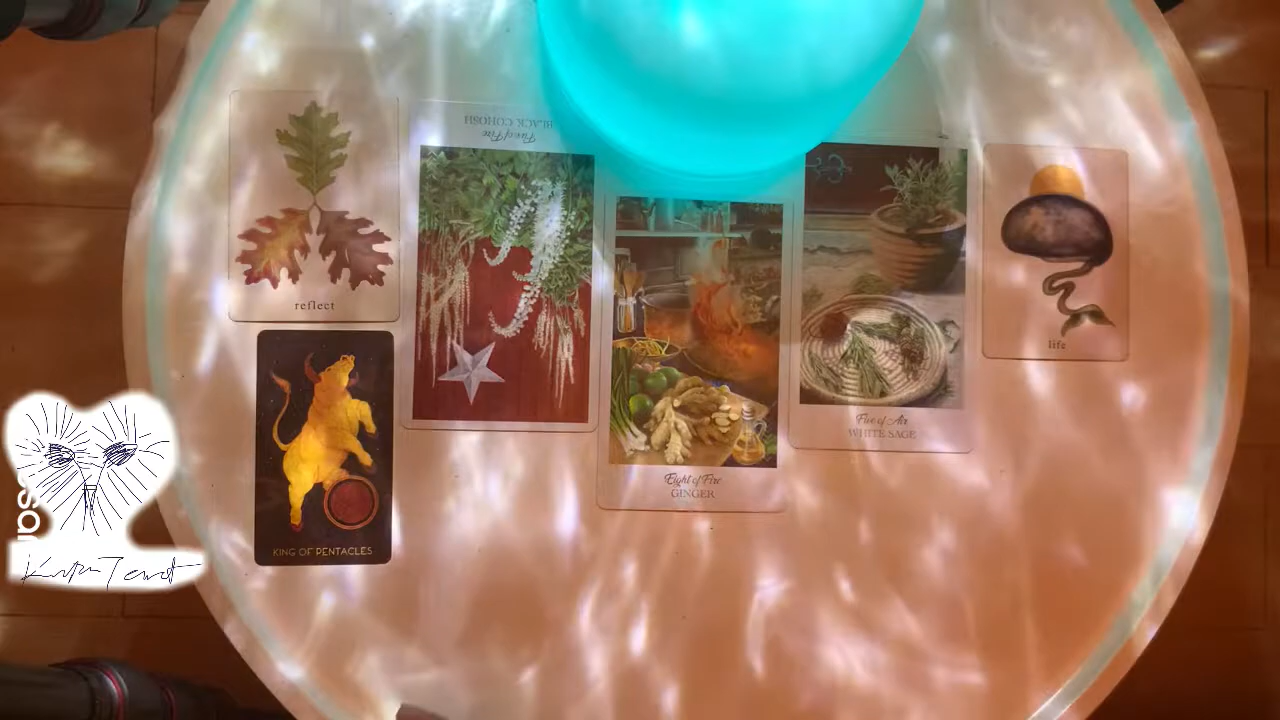 reflect
Five of Fire
BLACK COHOSH
KING OF PENTACLES
Eight of Fire
GINGER
Five of Air
WHITE SAGE
life